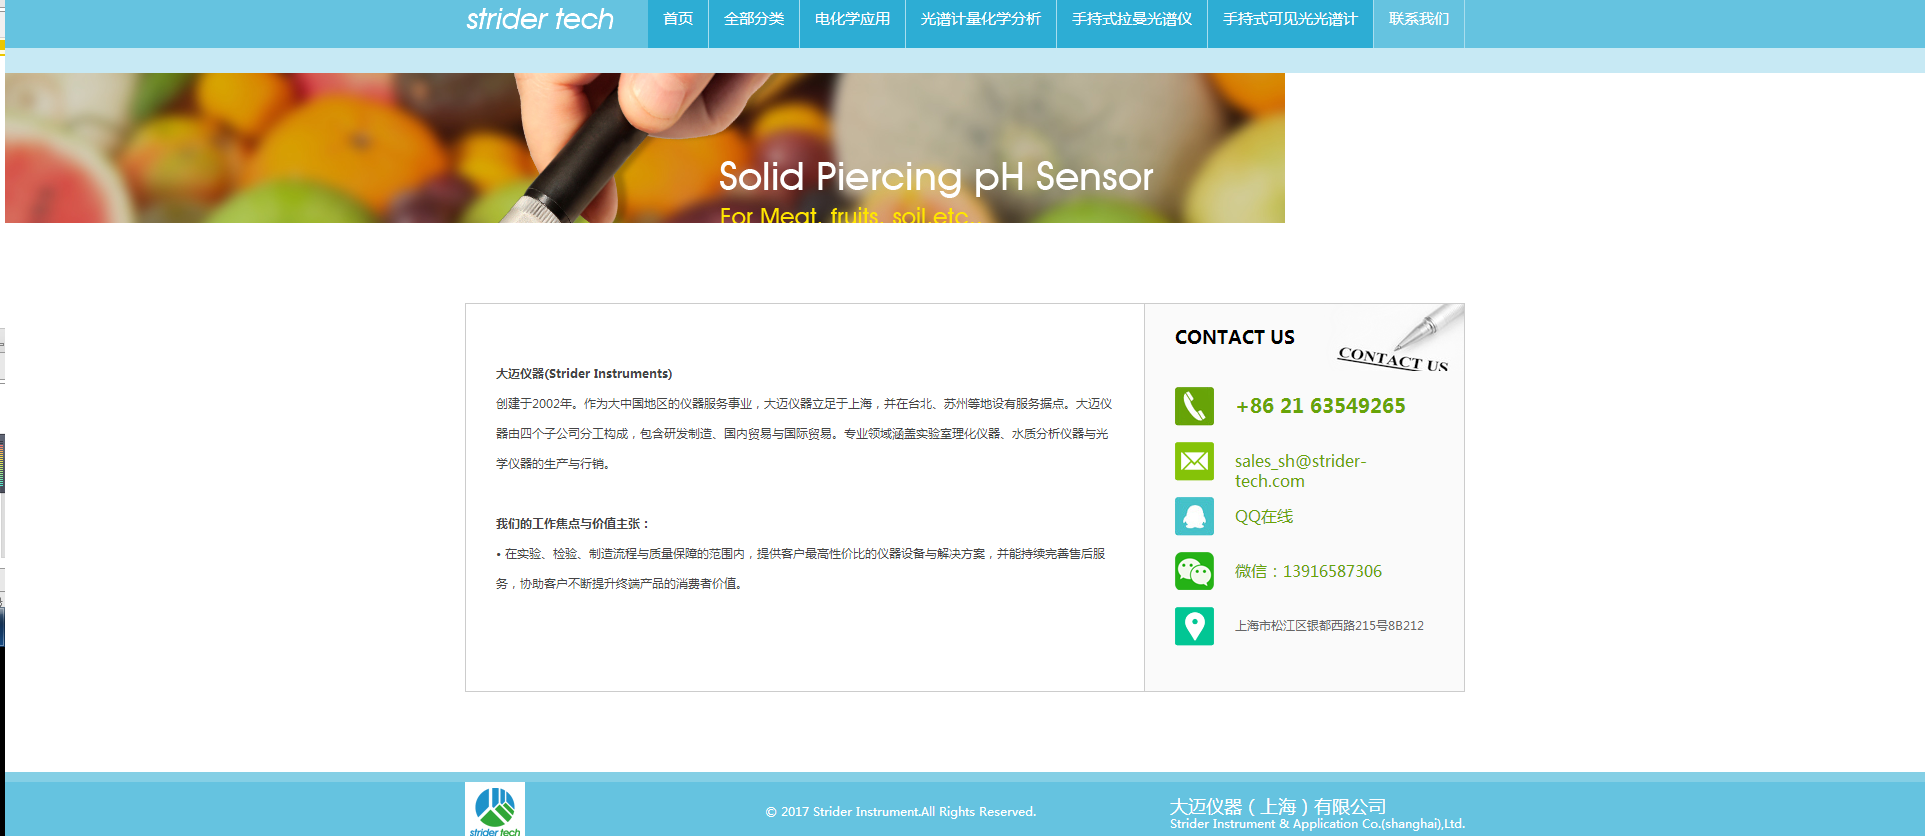 strider tech
首页 全部分类 电化学应用 光谱计量化学分析 手持式拉曼光谱仪 手持式可见光光谱计 联系我们
Solid Piercing pH Sensor
For Meat, fruits, soil,etc..
大迈仪器(Strider Instruments)
创建于2002年。作为大中国地区的仪器服务事业，大迈仪器立足于上海，并在台北、苏州等地设有服务据点。大迈仪
器由四个子公司分工构成，包含研发制造、国内贸易与国际贸易。专业领域涵盖实验室理化仪器、水质分析仪器与光
学仪器的生产与行销。
我们的工作焦点与价值主张：
• 在实验、检验、制造流程与质量保障的范围内，提供客户最高性价比的仪器设备与解决方案，并能持续完善售后服
务，协助客户不断提升终端产品的消费者价值。
CONTACT US
CONTACT US
+86 21 63549265
sales_sh@strider-
tech.com
QQ在线
微信：13916587306
上海市松江区银都西路215号8B212
strider tech
© 2017 Strider Instrument.All Rights Reserved.
大迈仪器（上海）有限公司
Strider Instrument & Application Co.(shanghai),Ltd.